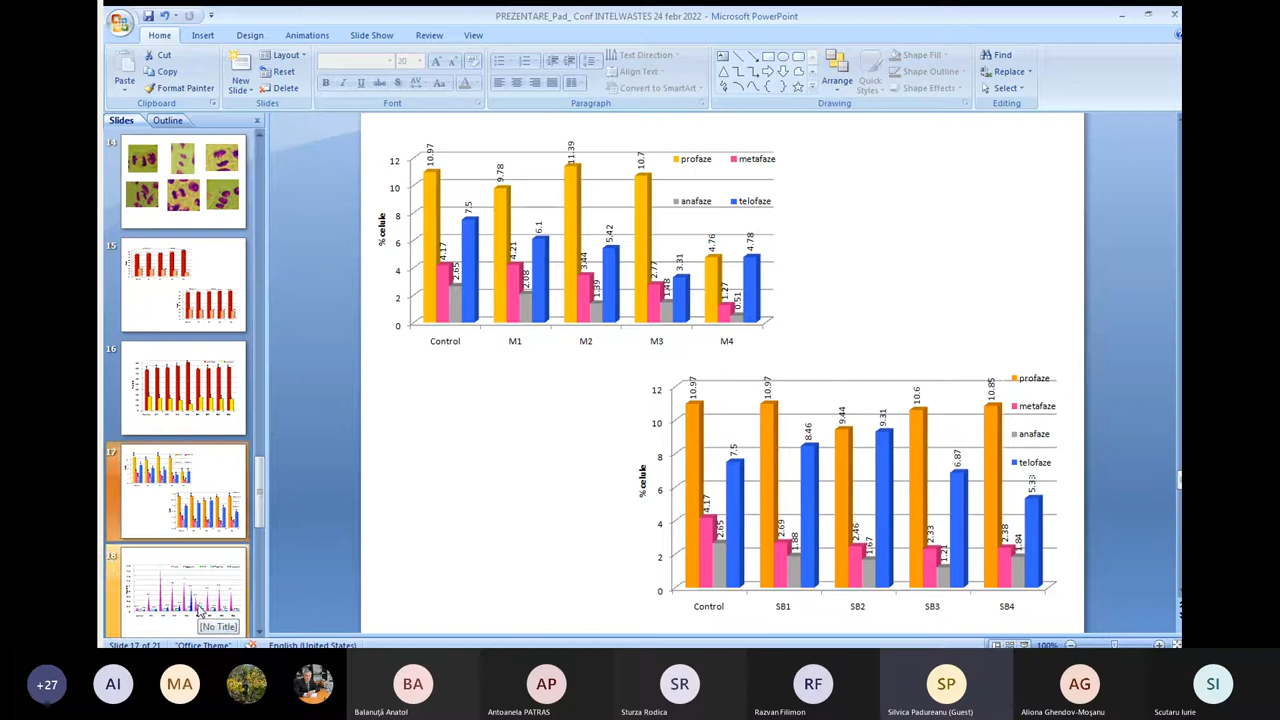 PREZENTARE_Pad_ Conf INTELWASTES 24 febr 2022 - Microsoft PowerPoint
Home Insert Design Animations Slide Show Review View
Cut
Copy
Format Painter
Paste
Clipboard
New
Slide
Layout
Reset
Delete
Slides
20
B I U S abc AV Aa A
Font
Text Direction
Align Text
Convert to SmartArt
Paragraph
Arrange
Quick
Styles
Shape Fill
Shape Outline
Shape Effects
Drawing
Find
Replace
Select
Editing
Slides Outline
14
15
16
17
18
[No Title]
% celule
12
10
8
6
4
2
0
10.97 4.17 2.65 7.5
9.78 4.21 2.08 6.1
11.39 3.44 1.39 5.42
10.7 2.77 1.48 3.31
4.76 1.27 0.51 4.78
profaze metafaze
anafaze telofaze
Control M1 M2 M3 M4
% celule
12
10
8
6
4
2
0
10.97 4.17 2.65 7.5
10.97 2.69 1.88 8.46
9.44 2.46 1.67 9.31
10.6 2.33 1.21 6.87
10.85 2.38 1.84 5.33
profaze
metafaze
anafaze
telofaze
Control SB1 SB2 SB3 SB4
Slide 17 of 21 "Office Theme" English (United States) 100%
+27 AI MA BA AP SR RF SP AG SI
Balanuță Anatol Antoanela PATRAS Sturza Rodica Razvan Filimon Silvica Padureanu (Guest) Aliona Ghendov-Moșanu Scutaru Iurie